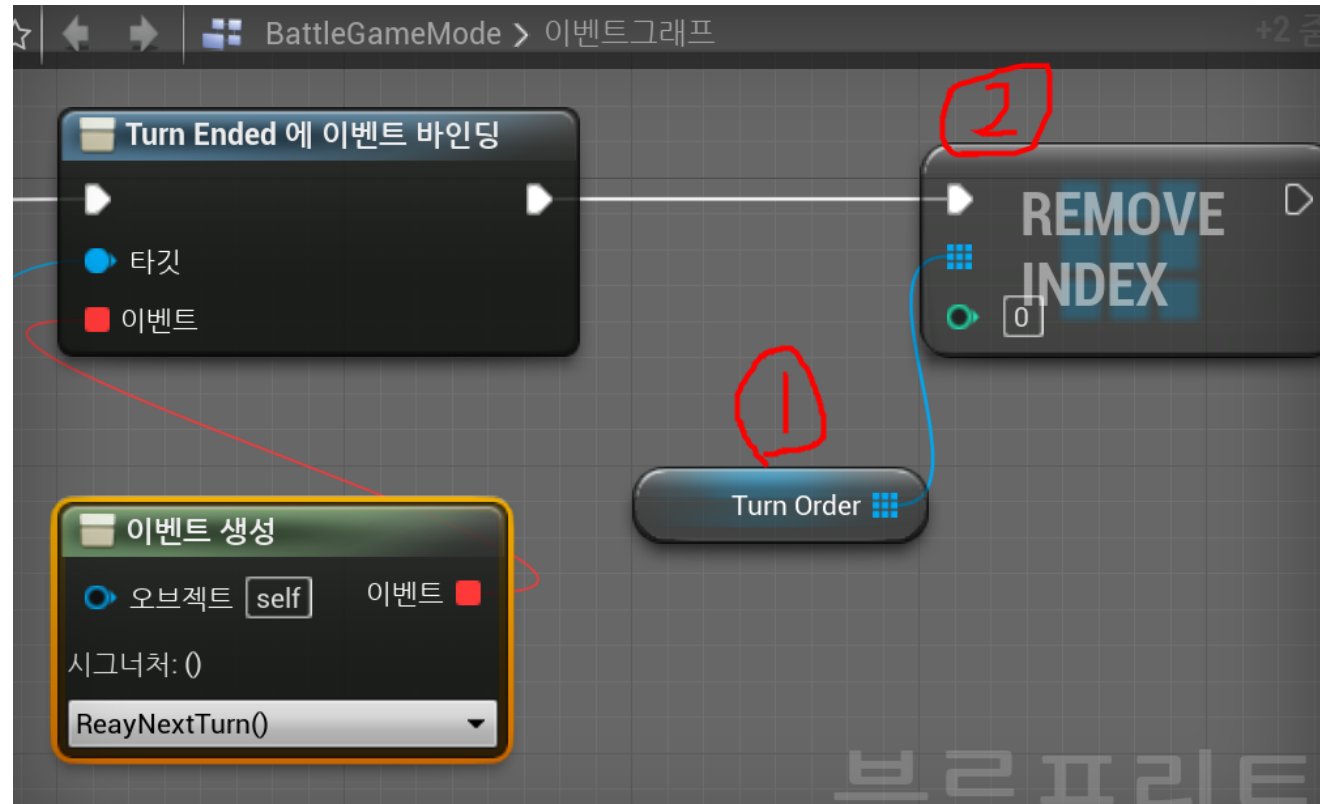 BattleGameMode > 이벤트그래프
+2 줌
2
Turn Ended 에 이벤트 바인딩
타깃
이벤트
REMOVE
INDEX
0
1
Turn Order
이벤트 생성
오브젝트 self 이벤트
시그너처: ()
ReayNextTurn()
브르프리트